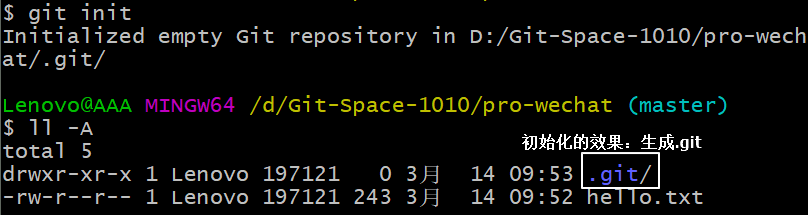 $ git init
Initialized empty Git repository in D:/Git-Space-1010/pro-wech
at/.git/
Lenovo@AAA MINGW64 /d/Git-Space-1010/pro-wechat (master)
$ ll -A
初始化的效果：生成.git
total 5
drwxr-xr-x 1 Lenovo 197121   0 3月  14 09:53 .git/
-rw-r--r-- 1 Lenovo 197121 243 3月  14 09:52 hello.txt